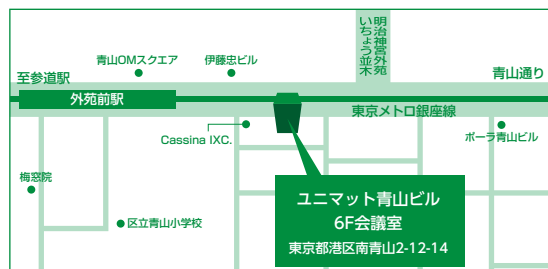 明治神宮外苑
いちょう並木
青山OMスクエア
伊藤忠ビル
至参道駅
青山通り
外苑前駅
東京メトロ銀座線
Cassina IXC.
ポーラ青山ビル
梅窓院
区立青山小学校
ユニマット青山ビル
6F会議室
東京都港区南青山2-12-14